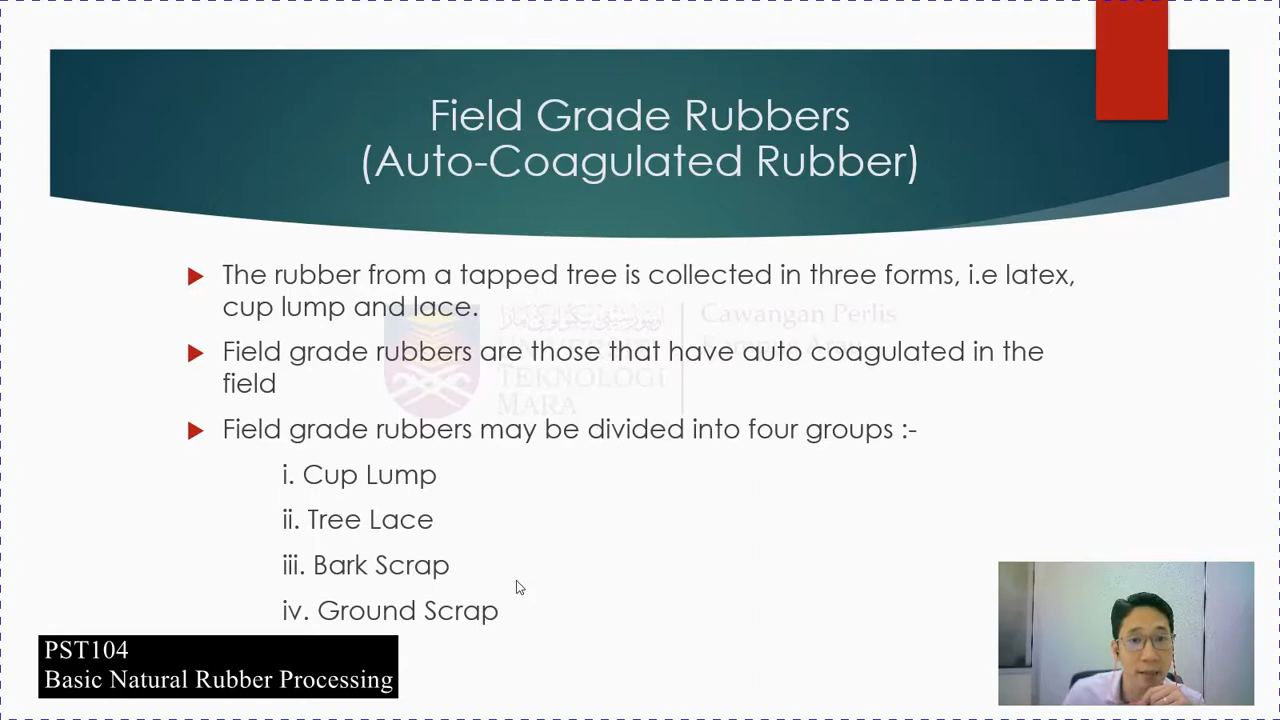 Field Grade Rubbers
(Auto-Coagulated Rubber)
The rubber from a tapped tree is collected in three forms, i.e latex,
cup lump and lace.
Field grade rubbers are those that have auto coagulated in the
field
Field grade rubbers may be divided into four groups :-
i. Cup Lump
ii. Tree Lace
iii. Bark Scrap
iv. Ground Scrap
UNIVERSITI
TEKNOLOGI
MARA
Cawangan Perlis
PST104
Basic Natural Rubber Processing